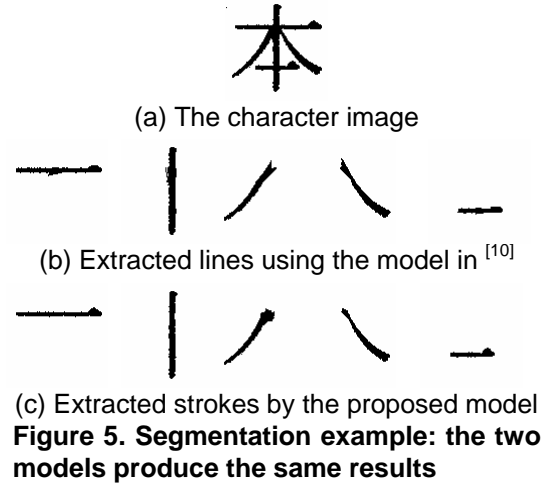 本
(a) The character image
(b) Extracted lines using the model in [10]
(c) Extracted strokes by the proposed model
Figure 5. Segmentation example: the two
models produce the same results